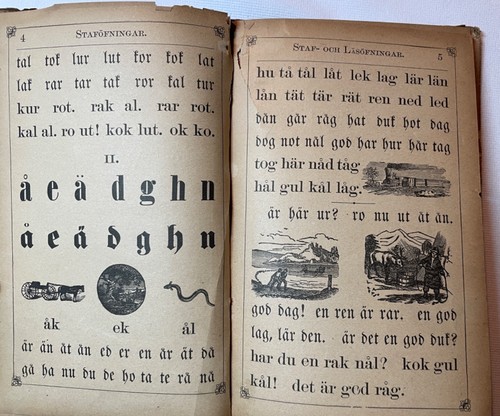 4 STAFÖFNINGAR.
tal tok lur lut kor kok lat
lak rar tar tak ror kal tur
kur rot. rak al. rar rot.
kal al. ro ut! kok lut. ok ko.
II.
å e ä d g h n
å e ä d g h n
åk ek ål
är än åt ån ed er en år ät då
gå ha nu du de ho ta te rå nå
STAF- OCH LÄSÖFNINGAR. 5
hu tå tål låt lek lag lär län
lån tät tär rät ren ned led
dån går råg hat duk hot dag
dog not nål god har hur här tag
tog här nåd tåg
hål gul kål låg.
är här ur? ro nu ut åt ån.
god dag! en ren är rar. en god
lag, lär den. är det en god duk?
har du en rak nål? kok gul
kål! det är god råg.